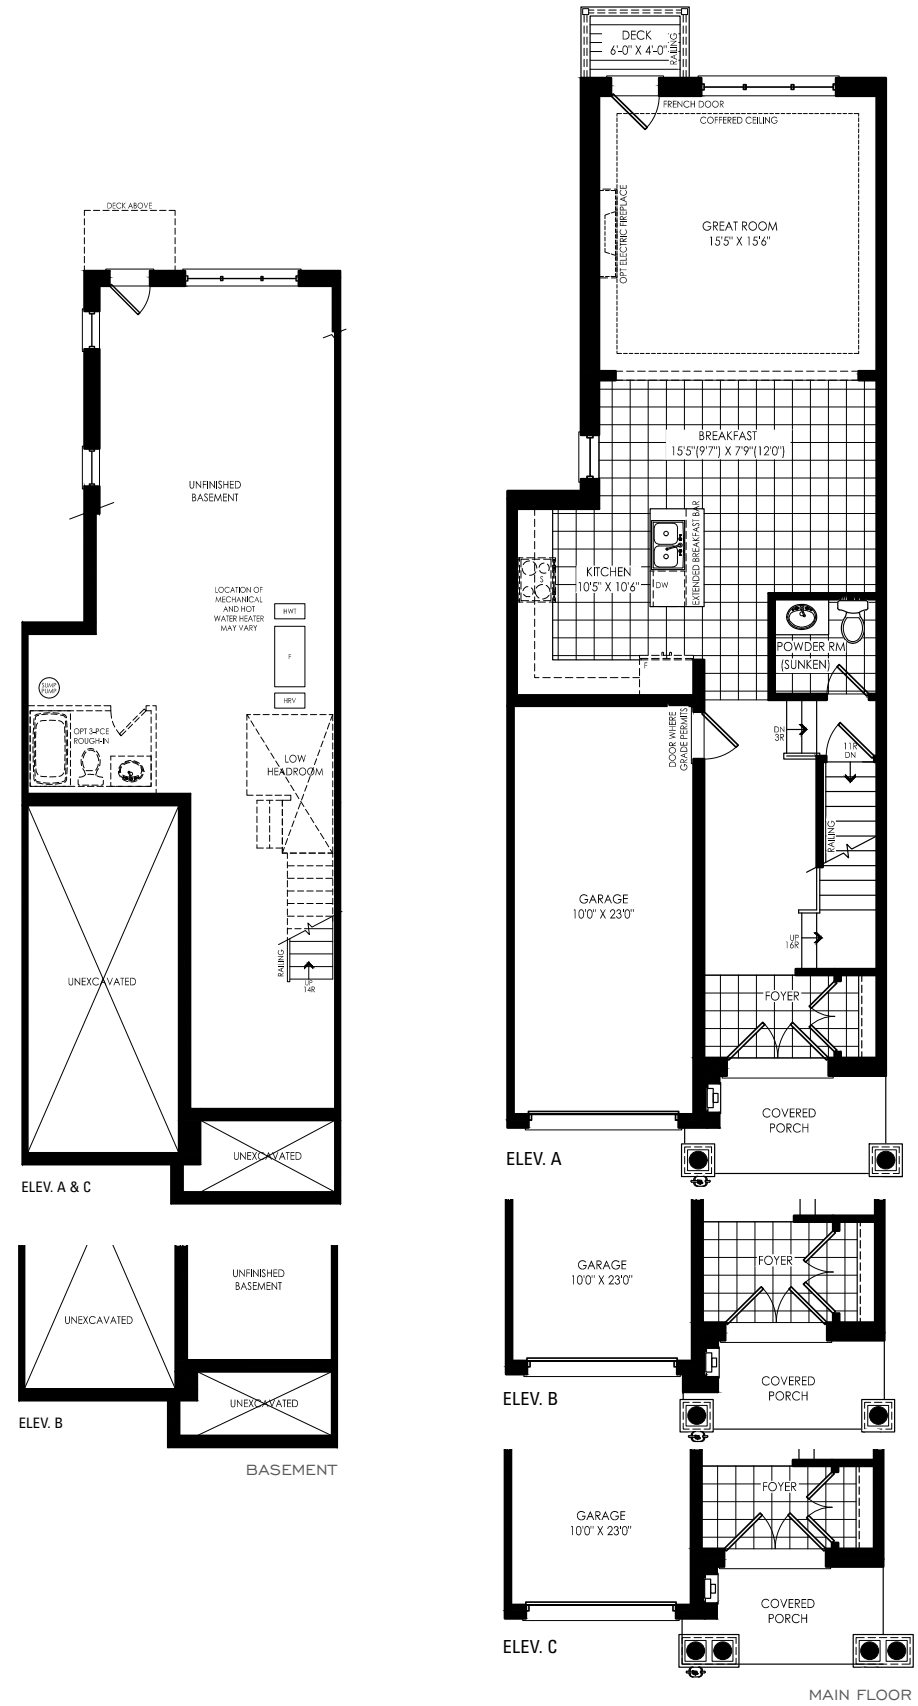 DECK ABOVE
UNFINISHED
BASEMENT
LOCATION OF
MECHANICAL
AND HOT
WATER HEATER
MAY VARY
HWT
F
HRV
SUMP
PUMP
OPT 3-PCE
ROUGH-IN
LOW
HEADROOM
UNEXCAVATED
RAILING
UP
14R
UNEXCAVATED
ELEV. A & C
UNFINISHED
BASEMENT
UNEXCAVATED
UNEXCAVATED
ELEV. B
BASEMENT
DECK
6'-0" X 4'-0"
RAILING
FRENCH DOOR
COFFERED CEILING
OPT ELECTRIC FIREPLACE
GREAT ROOM
15'5" X 15'6"
BREAKFAST
15'5"(9'7") X 7'9"(12'0")
EXTENDED BREAKFAST BAR
KITCHEN
10'5" X 10'6"
S
DW
F
POWDER RM
(SUNKEN)
DOOR WHERE
GRADE PERMITS
DN
3R
11R
DN
RAILING
GARAGE
10'0" X 23'0"
UP
16R
FOYER
COVERED
PORCH
ELEV. A
GARAGE
10'0" X 23'0"
FOYER
COVERED
PORCH
ELEV. B
GARAGE
10'0" X 23'0"
FOYER
COVERED
PORCH
ELEV. C
MAIN FLOOR